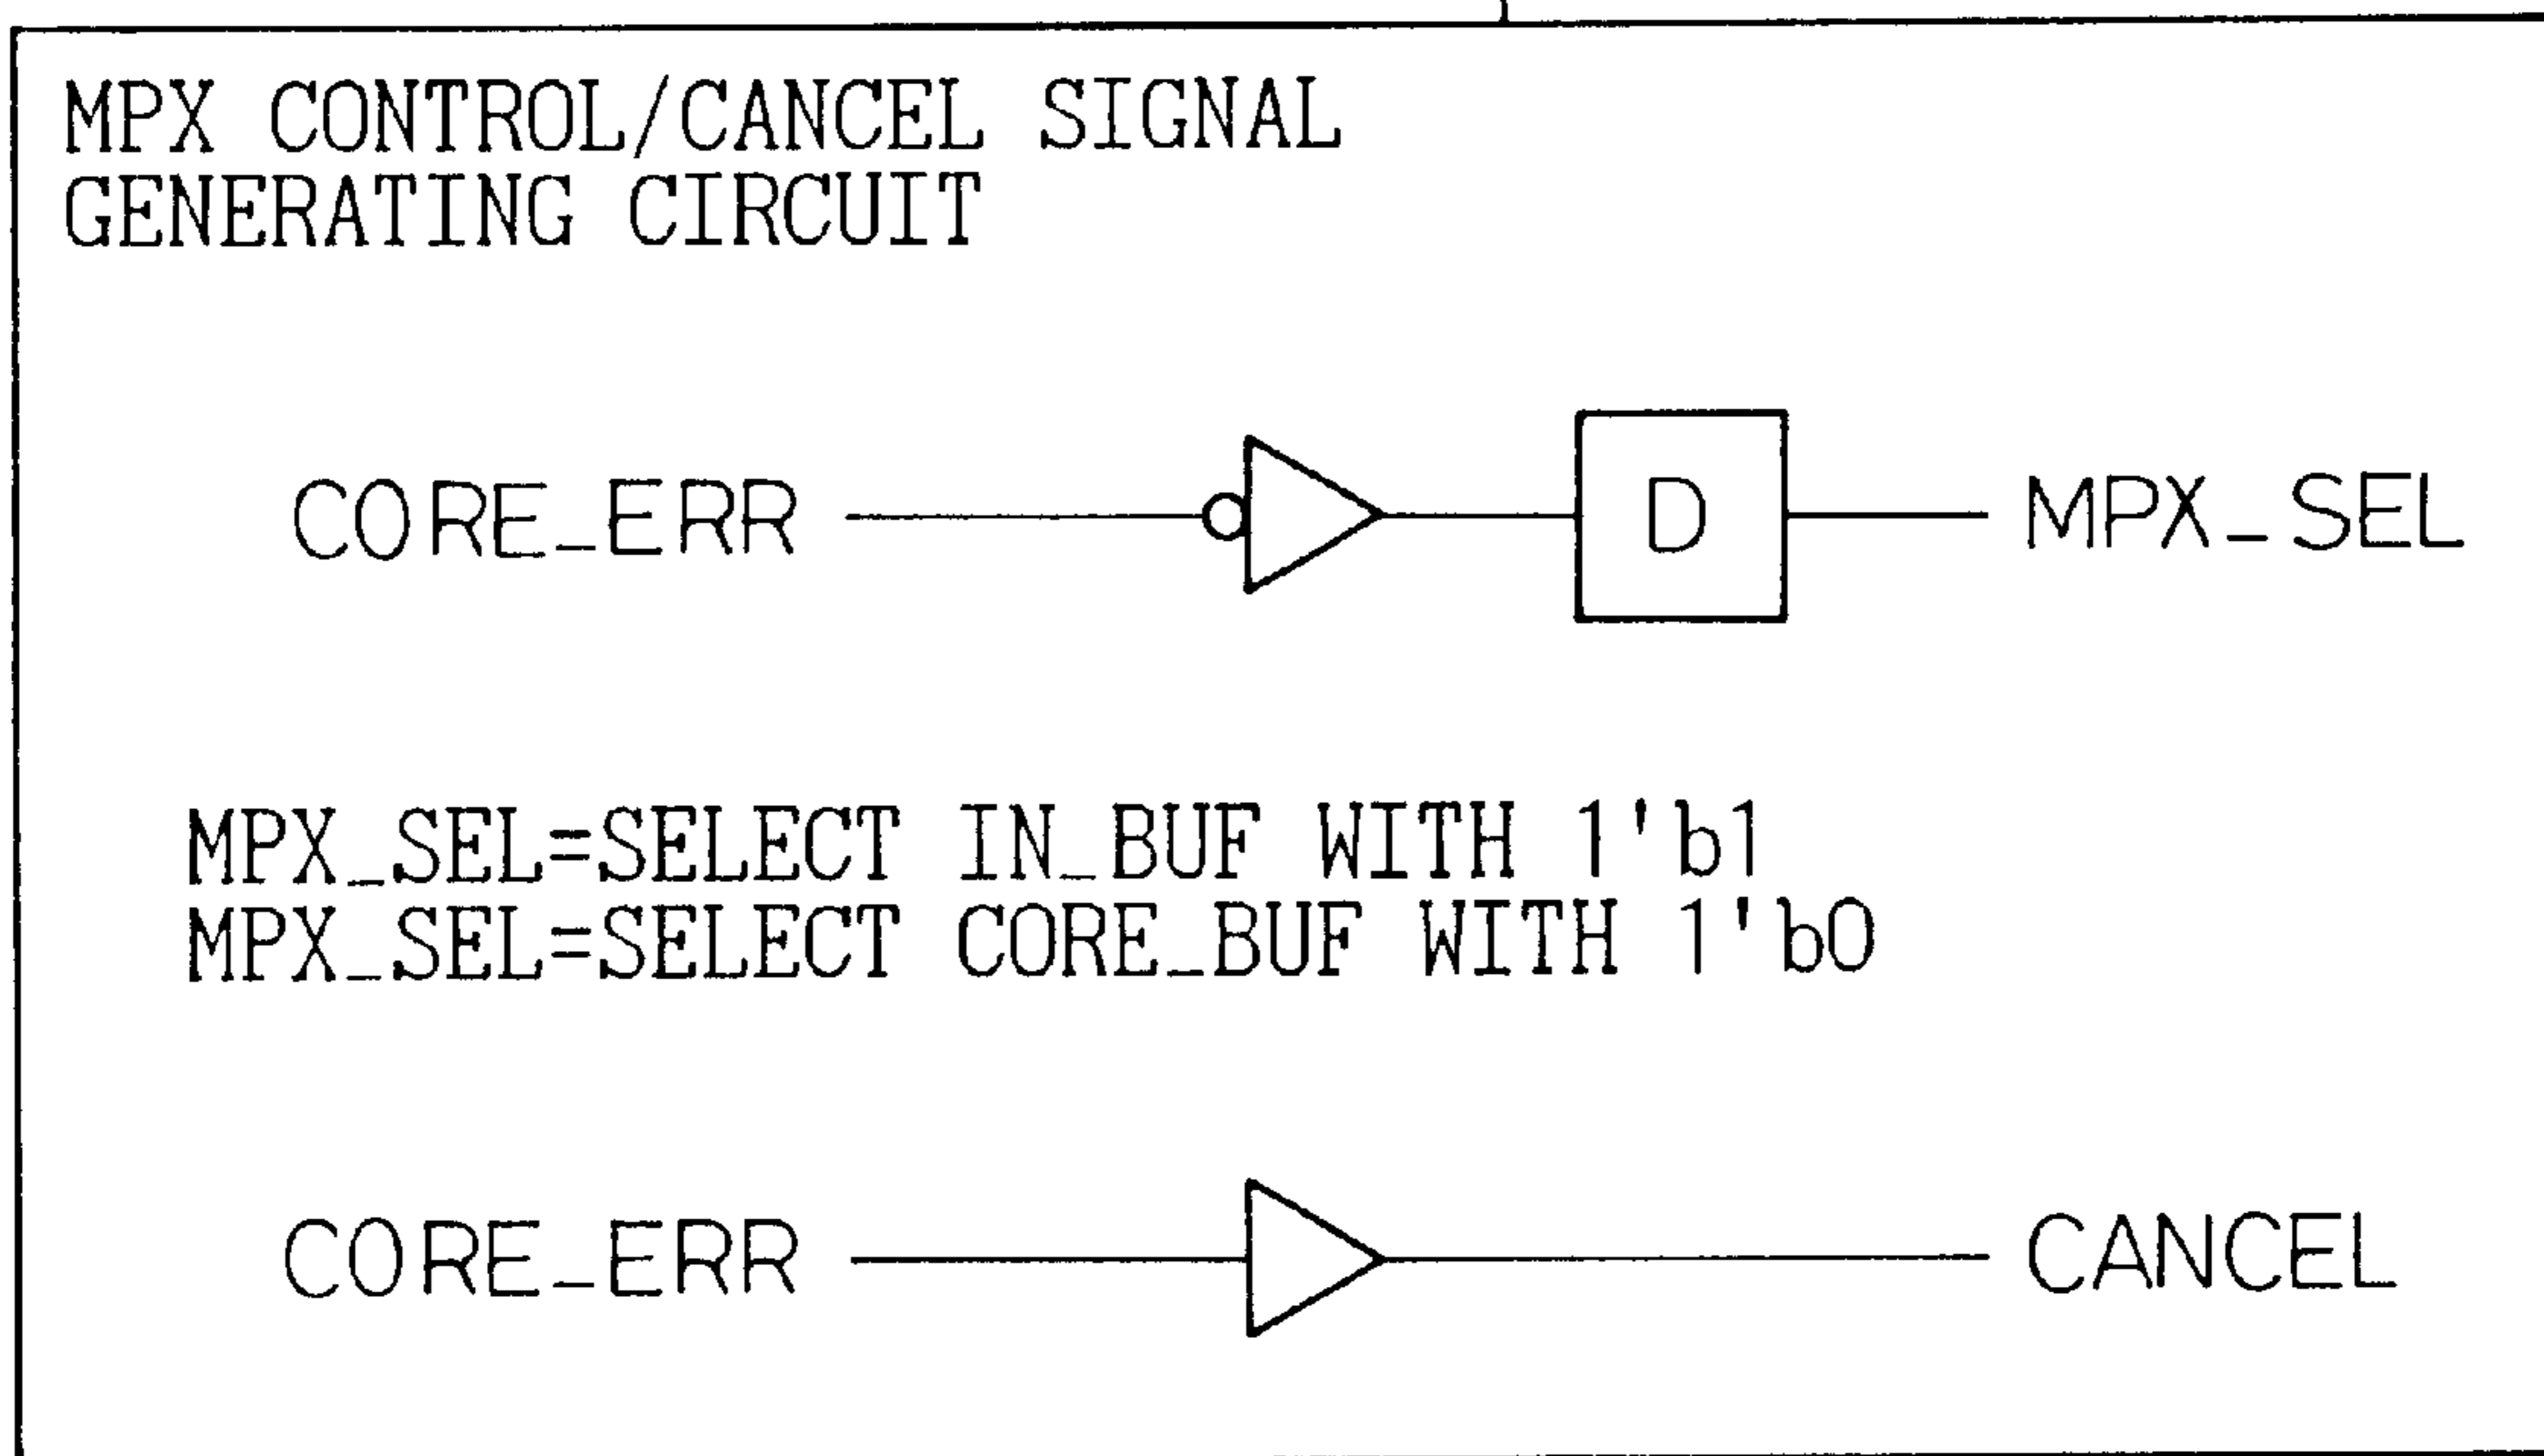 MPX CONTROL/CANCEL SIGNAL
GENERATING CIRCUIT
CORE_ERR
D
MPX_SEL
MPX_SEL=SELECT IN_BUF WITH 1'b1
MPX_SEL=SELECT CORE_BUF WITH 1'b0
CORE_ERR
CANCEL